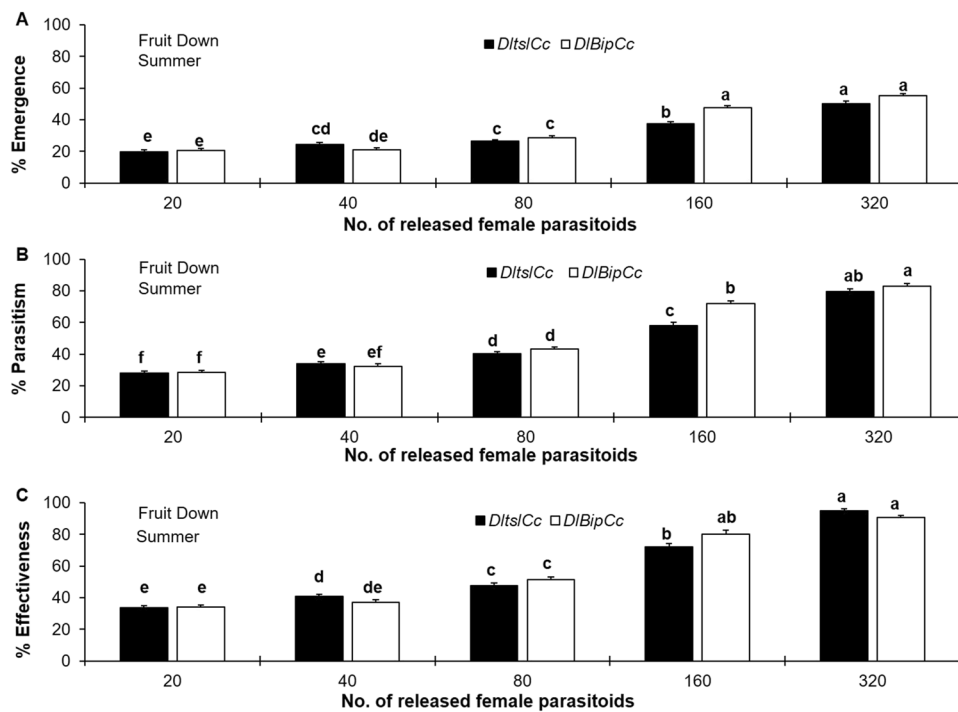 A
100
80
60
40
20
0
% Emergence
Fruit Down
Summer
DltslCc DlBipCc
e e cd de c c b a a a
20 40 80 160 320
No. of released female parasitoids
B
100
80
60
40
20
0
% Parasitism
Fruit Down
Summer
DltslCc DlBipCc
f f e ef d d c b ab a
20 40 80 160 320
No. of released female parasitoids
C
100
80
60
40
20
0
% Effectiveness
Fruit Down
Summer
DltslCc DlBipCc
e e d de c c b ab a a
20 40 80 160 320
No. of released female parasitoids